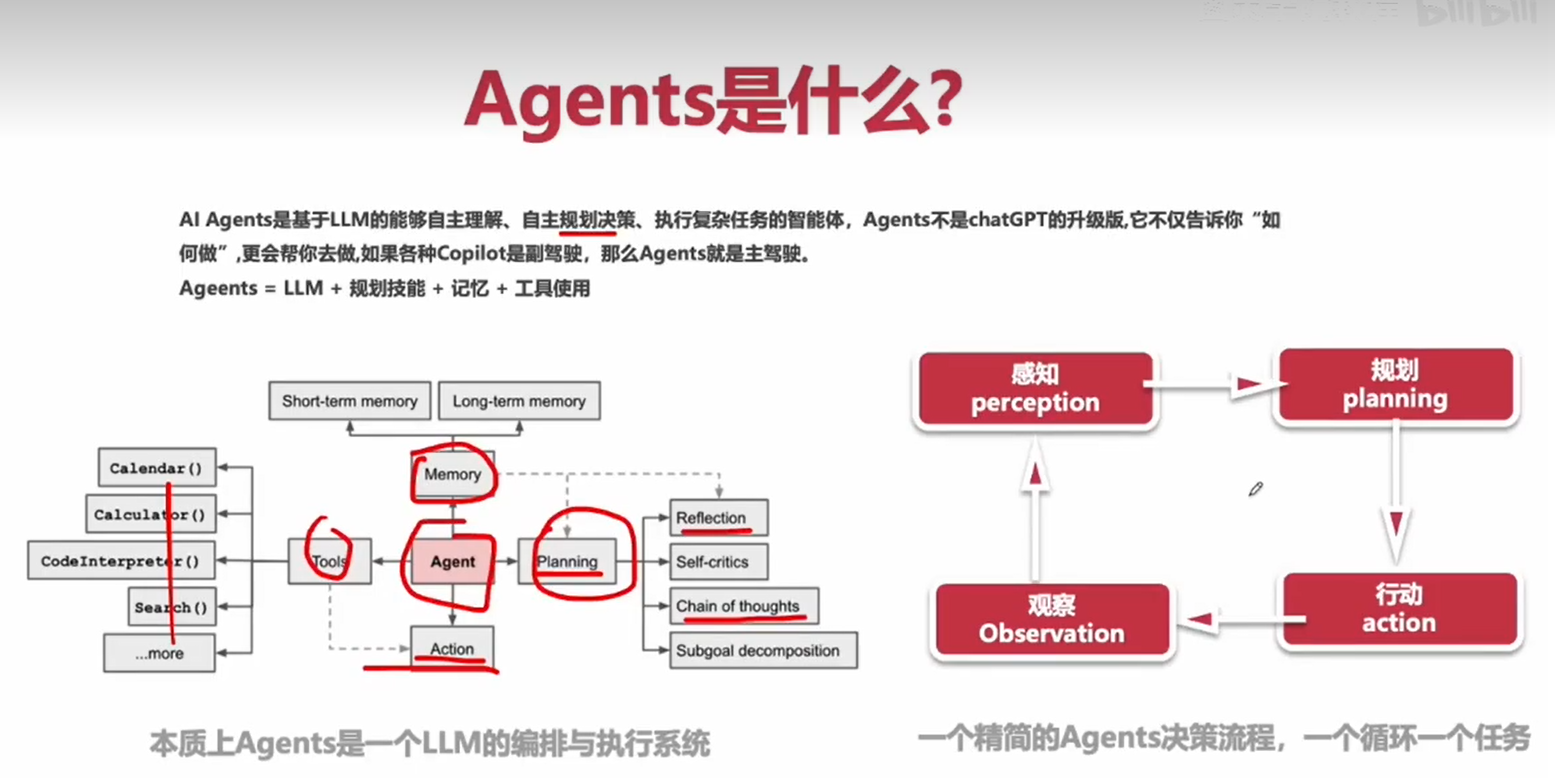 bilibili
Agents是什么?
AI Agents是基于LLM的能够自主理解、自主规划决策、执行复杂任务的智能体，Agents不是chatGPT的升级版,它不仅告诉你“如
何做”,更会帮你去做,如果各种Copilot是副驾驶，那么Agents就是主驾驶。
Ageents = LLM + 规划技能 + 记忆 + 工具使用
Short-term memory
Long-term memory
Memory
Calendar()
Calculator()
CodeInterpreter()
Search()
...more
Tools
Agent
Planning
Action
Reflection
Self-critics
Chain of thoughts
Subgoal decomposition
本质上Agents是一个LLM的编排与执行系统
感知
perception
规划
planning
观察
Observation
行动
action
一个精简的Agents决策流程，一个循环一个任务